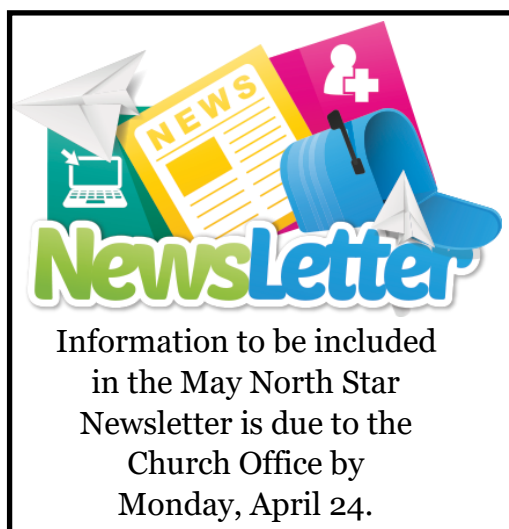 NEWS
NewsLetter
Information to be included
in the May North Star
Newsletter is due to the
Church Office by
Monday, April 24.